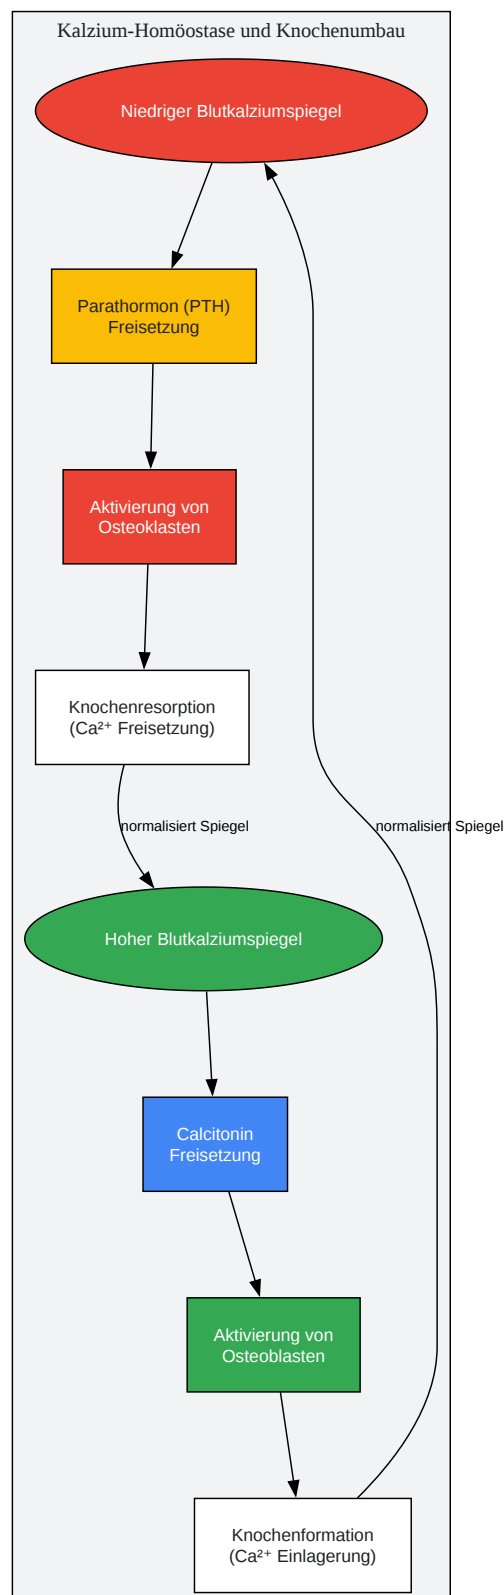 Kalzium-Homöostase und Knochenumbau
Niedriger Blutkalziumspiegel
Parathormon (PTH)
Freisetzung
Aktivierung von
Osteoklasten
Knochenresorption
(Ca²⁺ Freisetzung)
normalisiert Spiegel
normalisiert Spiegel
Hoher Blutkalziumspiegel
Calcitonin
Freisetzung
Aktivierung von
Osteoblasten
Knochenformation
(Ca²⁺ Einlagerung)